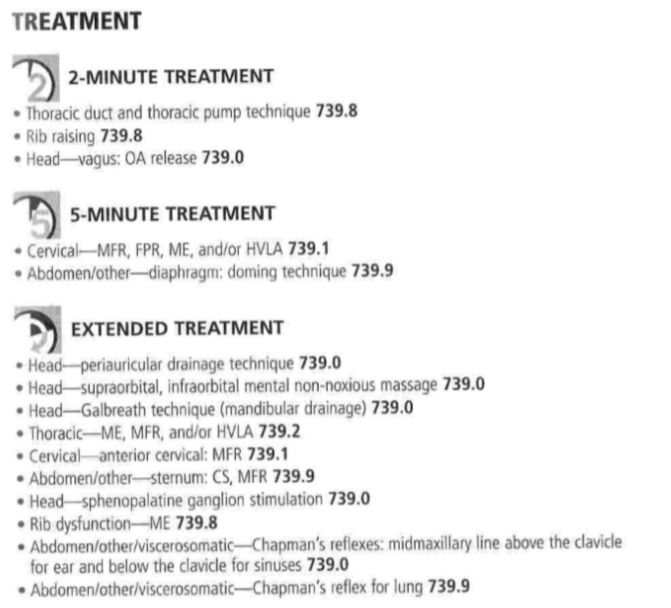 TREATMENT
2
2-MINUTE TREATMENT
• Thoracic duct and thoracic pump technique 739.8
• Rib raising 739.8
• Head—vagus: OA release 739.0
5
5-MINUTE TREATMENT
• Cervical—MFR, FPR, ME, and/or HVLA 739.1
• Abdomen/other—diaphragm: doming technique 739.9
EXTENDED TREATMENT
• Head—periauricular drainage technique 739.0
• Head—supraorbital, infraorbital mental non-noxious massage 739.0
• Head—Galbreath technique (mandibular drainage) 739.0
• Thoracic—ME, MFR, and/or HVLA 739.2
• Cervical—anterior cervical: MFR 739.1
• Abdomen/other—sternum: CS, MFR 739.9
• Head—sphenopalatine ganglion stimulation 739.0
• Rib dysfunction—ME 739.8
• Abdomen/other/viscerosomatic—Chapman's reflexes: midmaxillary line above the clavicle
for ear and below the clavicle for sinuses 739.0
• Abdomen/other/viscerosomatic—Chapman's reflex for lung 739.9